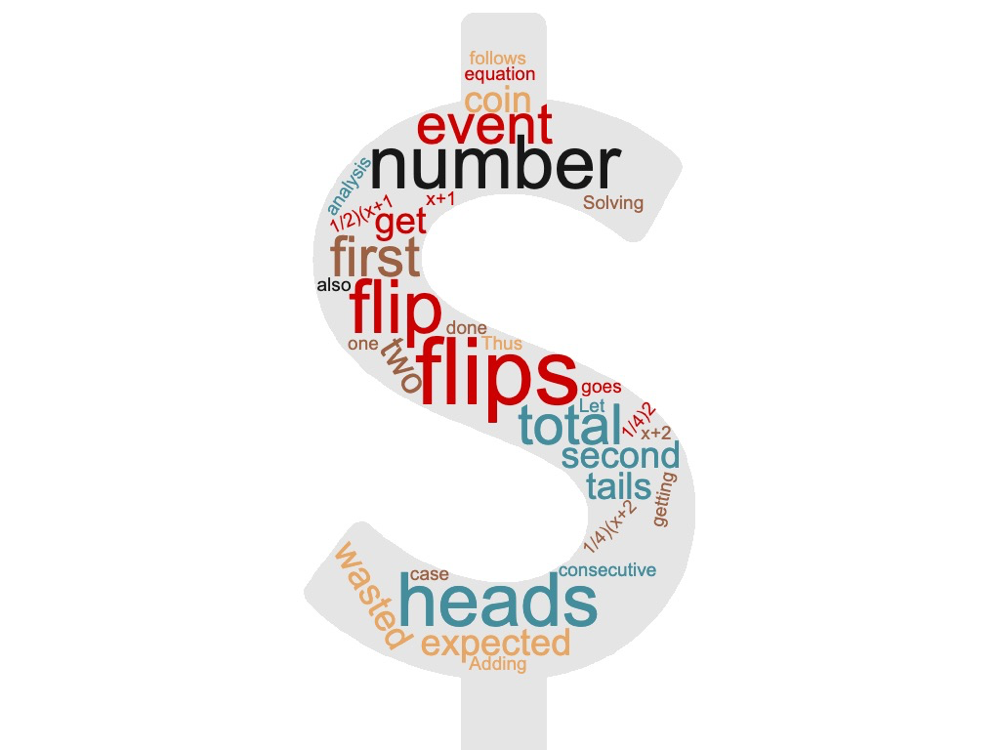 follows
equation
coin
event
number
analysis
Solving
1/2)(x+1
x+1
get
first
also
flip
done
one
two
Thus
flips
goes
Let
total
1/4)2
x+2
second
tails
getting
1/4)(x+2
consecutive
case
wasted
heads
expected
Adding